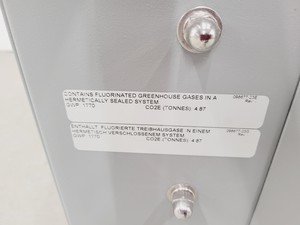 CONTAINS FLUORINATED GREENHOUSE GASES IN A
HERMETICALLY SEALED SYSTEM.
GWP: 1770 CO2E (TONNES): 4.87
ENTHÄLT FLUORIERTE TREIBHAUSGASE IN EINEM
HERMETISCH VERSCHLOSSENEM SYSTEM.
GWP: 1770 CO2E (TONNES): 4.87